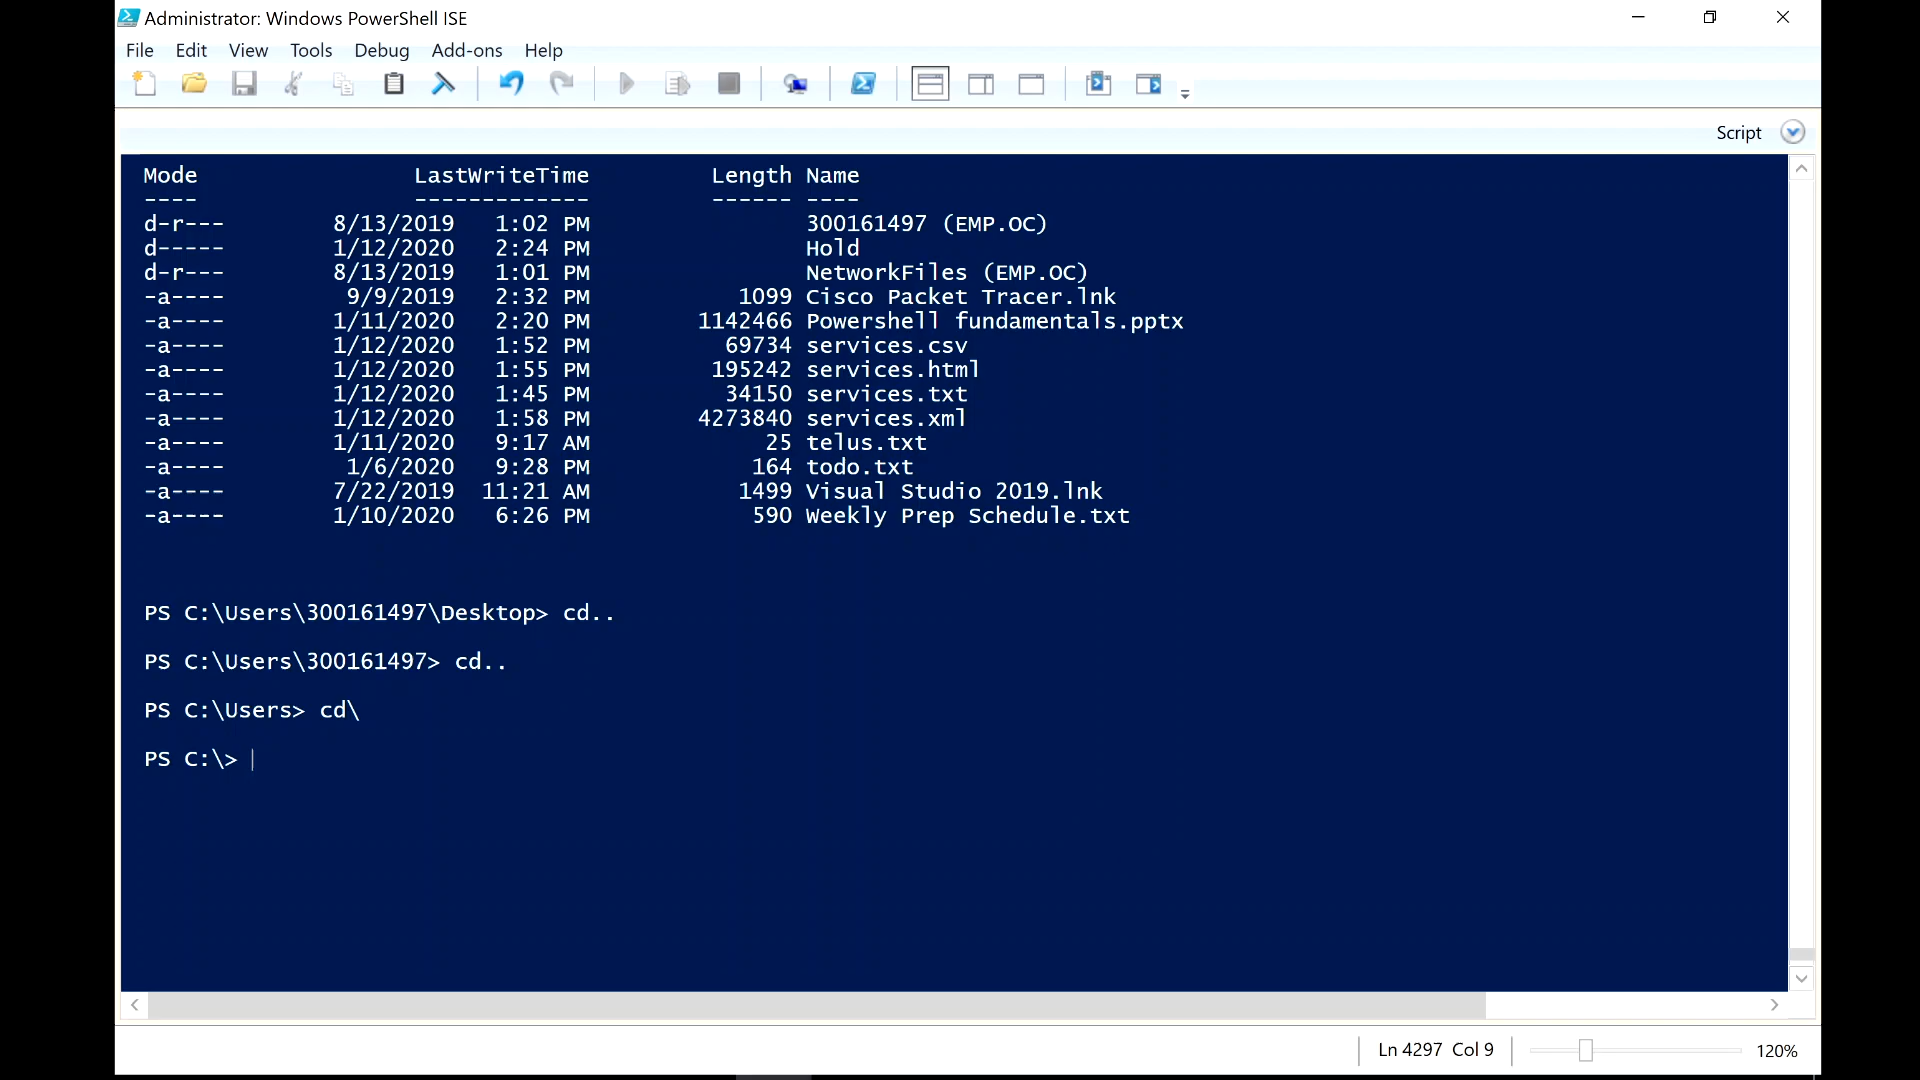 Administrator: Windows PowerShell ISE
File Edit View Tools Debug Add-ons Help
Script
Mode LastWriteTime Length Name
---- ------------- ------ ----
d-r--- 8/13/2019 1:02 PM 300161497 (EMP.OC)
d----- 1/12/2020 2:24 PM Hold
d-r--- 8/13/2019 1:01 PM NetworkFiles (EMP.OC)
-a---- 9/9/2019 2:32 PM 1099 Cisco Packet Tracer.lnk
-a---- 1/11/2020 2:20 PM 1142466 Powershell fundamentals.pptx
-a---- 1/12/2020 1:52 PM 69734 services.csv
-a---- 1/12/2020 1:55 PM 195242 services.html
-a---- 1/12/2020 1:45 PM 34150 services.txt
-a---- 1/12/2020 1:58 PM 4273840 services.xml
-a---- 1/11/2020 9:17 AM 25 telus.txt
-a---- 1/6/2020 9:28 PM 164 todo.txt
-a---- 7/22/2019 11:21 AM 1499 Visual Studio 2019.lnk
-a---- 1/10/2020 6:26 PM 590 Weekly Prep Schedule.txt
PS C:\Users\300161497\Desktop> cd..
PS C:\Users\300161497> cd..
PS C:\Users> cd\
PS C:\>
Ln 4297 Col 9 120%